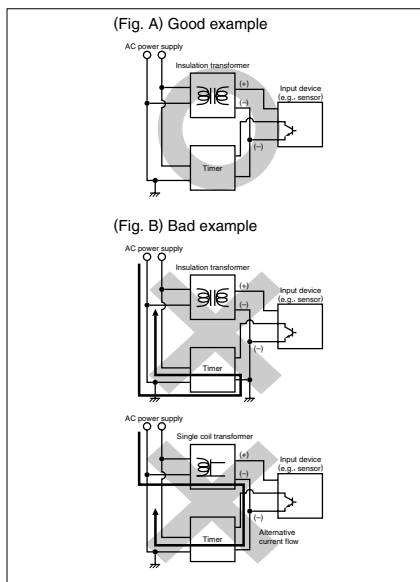 (Fig. A) Good example
AC power supply
Insulation transformer
(+)
Input device
(e.g., sensor)
(−)
(−)
Timer
(Fig. B) Bad example
AC power supply
Insulation transformer
(+)
Input device
(e.g., sensor)
(−)
(−)
Timer
AC power supply
Single coil transformer
(+)
Input device
(e.g., sensor)
(−)
(−)
Alternative
current flow
Timer